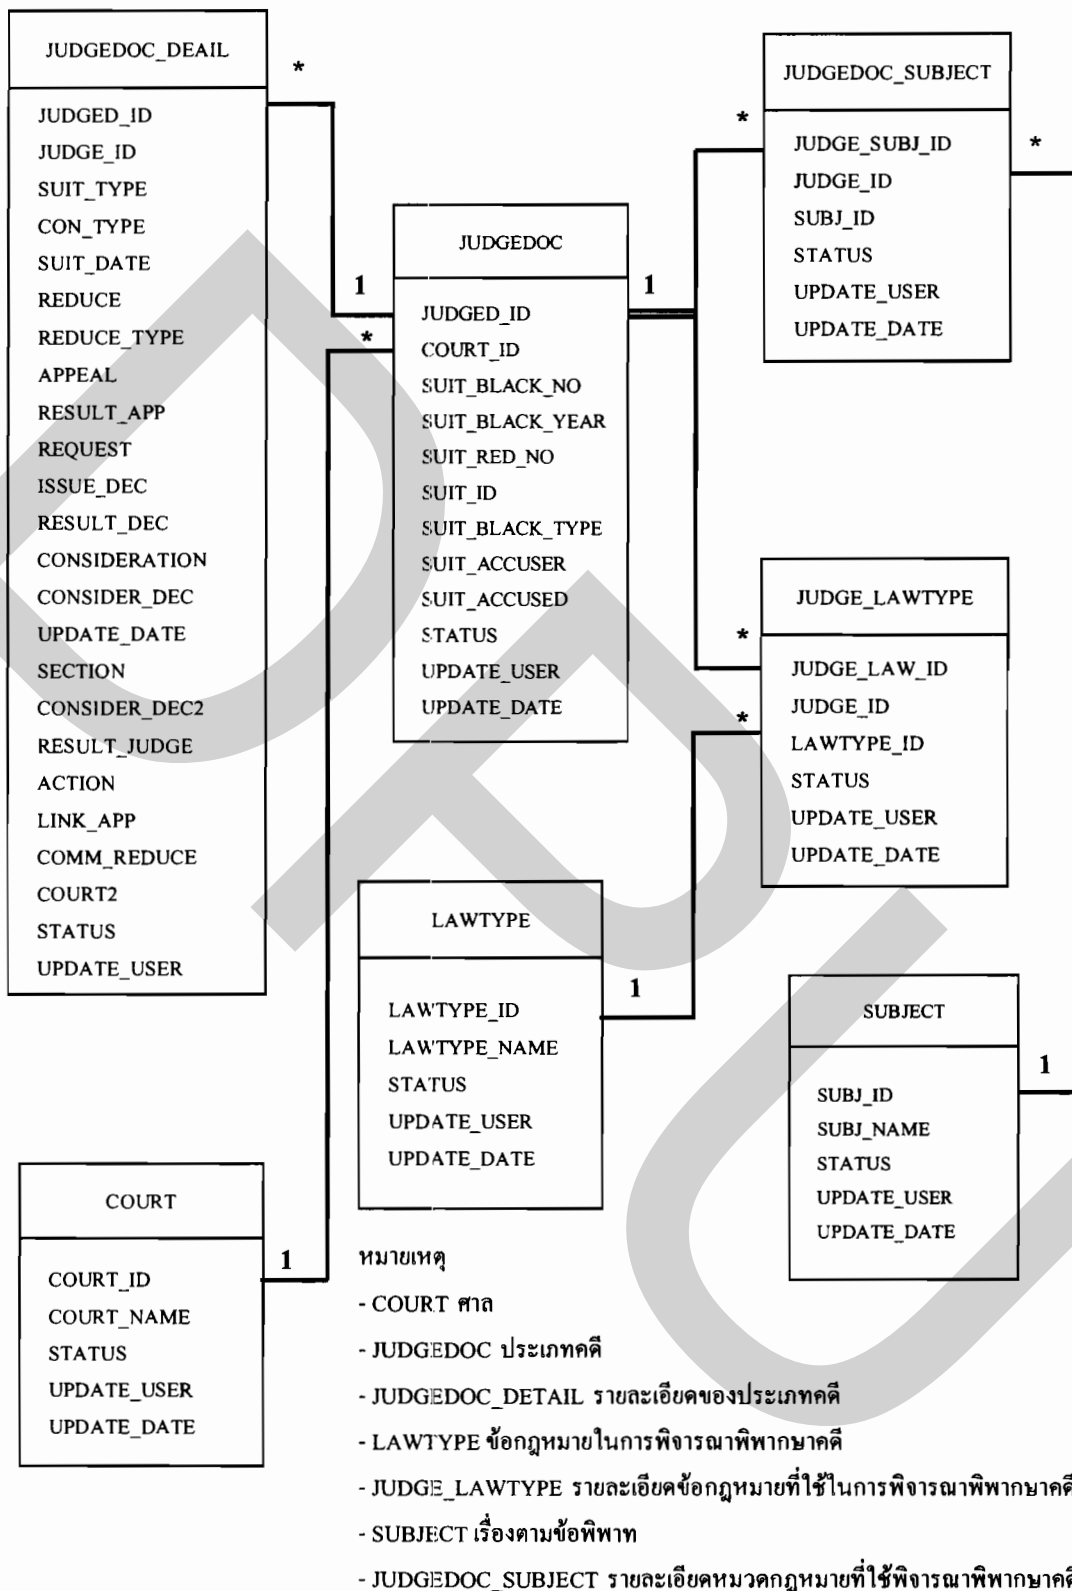 JUDGEDOC_DEAIL
*
JUDGED_ID
JUDGE_ID
SUIT_TYPE
CON_TYPE
SUIT_DATE
REDUCE
REDUCE_TYPE
APPEAL
RESULT_APP
REQUEST
ISSUE_DEC
RESULT_DEC
CONSIDERATION
CONSIDER_DEC
UPDATE_DATE
SECTION
CONSIDER_DEC2
RESULT_JUDGE
ACTION
LINK_APP
COMM_REDUCE
COURT2
STATUS
UPDATE_USER
JUDGEDOC
1
*
1
JUDGED_ID
COURT_ID
SUIT_BLACK_NO
SUIT_BLACK_YEAR
SUIT_RED_NO
SUIT_ID
SUIT_BLACK_TYPE
SUIT_ACCUSER
SUIT_ACCUSED
STATUS
UPDATE_USER
UPDATE_DATE
JUDGEDOC_SUBJECT
*
*
JUDGE_SUBJ_ID
JUDGE_ID
SUBJ_ID
STATUS
UPDATE_USER
UPDATE_DATE
JUDGE_LAWTYPE
*
*
JUDGE_LAW_ID
JUDGE_ID
LAWTYPE_ID
STATUS
UPDATE_USER
UPDATE_DATE
LAWTYPE
1
LAWTYPE_ID
LAWTYPE_NAME
STATUS
UPDATE_USER
UPDATE_DATE
SUBJECT
1
SUBJ_ID
SUBJ_NAME
STATUS
UPDATE_USER
UPDATE_DATE
COURT
1
COURT_ID
COURT_NAME
STATUS
UPDATE_USER
UPDATE_DATE
หมายเหตุ
- COURT ศาล
- JUDGEDOC ประเภทคดี
- JUDGEDOC_DETAIL รายละเอียดของประเภทคดี
- LAWTYPE ข้อกฎหมายในการพิจารณาพิพากษาคดี
- JUDGE_LAWTYPE รายละเอียดข้อกฎหมายที่ใช้ในการพิจารณาพิพากษาคดี
- SUBJECT เรื่องตามข้อพิพาท
- JUDGEDOC_SUBJECT รายละเอียดหมวดกฎหมายที่ใช้พิจารณาพิพากษาคดี
DPU